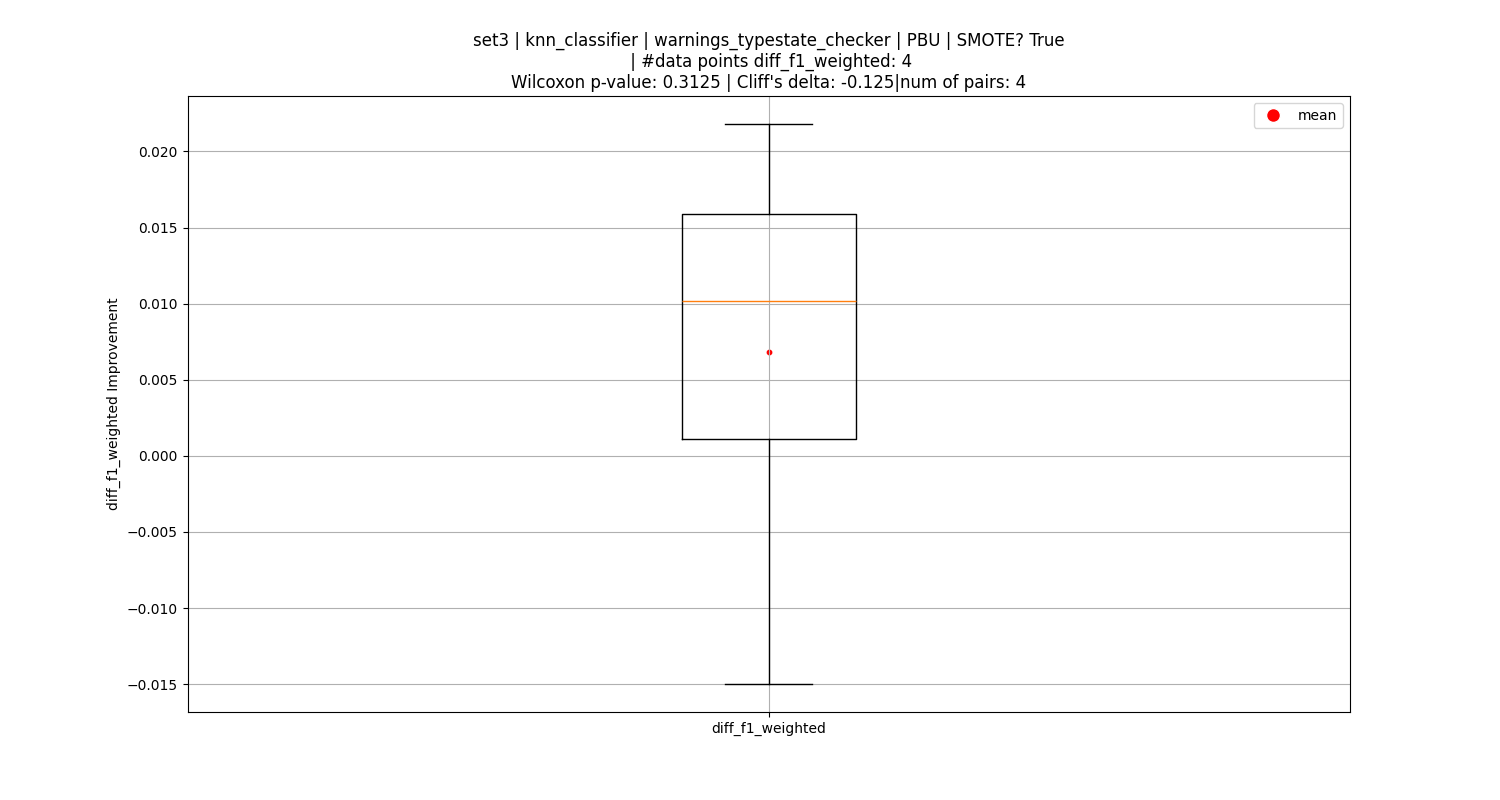 set3 | knn_classifier | warnings_typestate_checker | PBU | SMOTE? True
| #data points diff_f1_weighted: 4
Wilcoxon p-value: 0.3125 | Cliff's delta: -0.125|num of pairs: 4
mean
0.020
0.015
0.010
0.005
0.000
−0.005
−0.010
−0.015
diff_f1_weighted Improvement
diff_f1_weighted